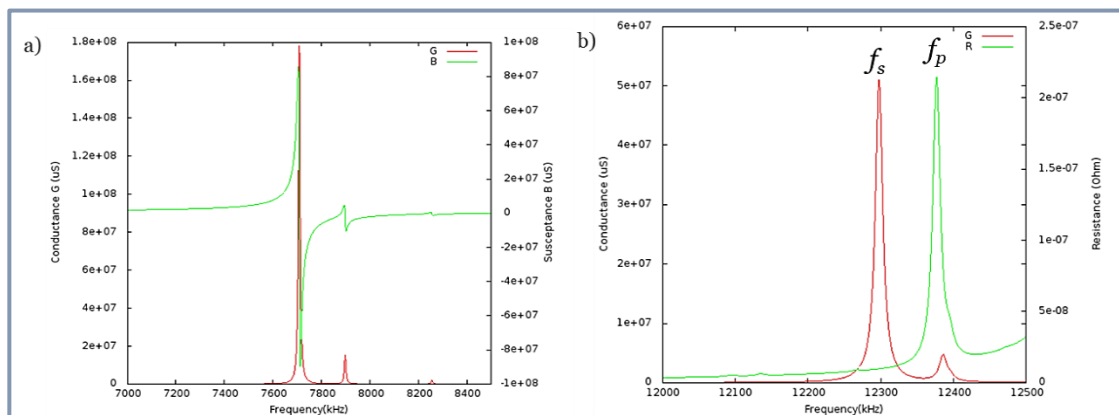 a)
1.8e+08
1.6e+08
1.4e+08
1.2e+08
1e+08
8e+07
6e+07
4e+07
2e+07
0
Conductance G (uS)
G
B
1e+08
8e+07
6e+07
4e+07
2e+07
0
-2e+07
-4e+07
-6e+07
-8e+07
-1e+08
Susceptance B (uS)
7000 7200 7400 7600 7800 8000 8200 8400
Frequency(kHz)
b)
6e+07
5e+07
4e+07
3e+07
2e+07
1e+07
0
Conductance (uS)
fs
fp
G
R
2.5e-07
2e-07
1.5e-07
1e-07
5e-08
0
Resistance (Ohm)
12000 12100 12200 12300 12400 12500
Frequency(kHz)